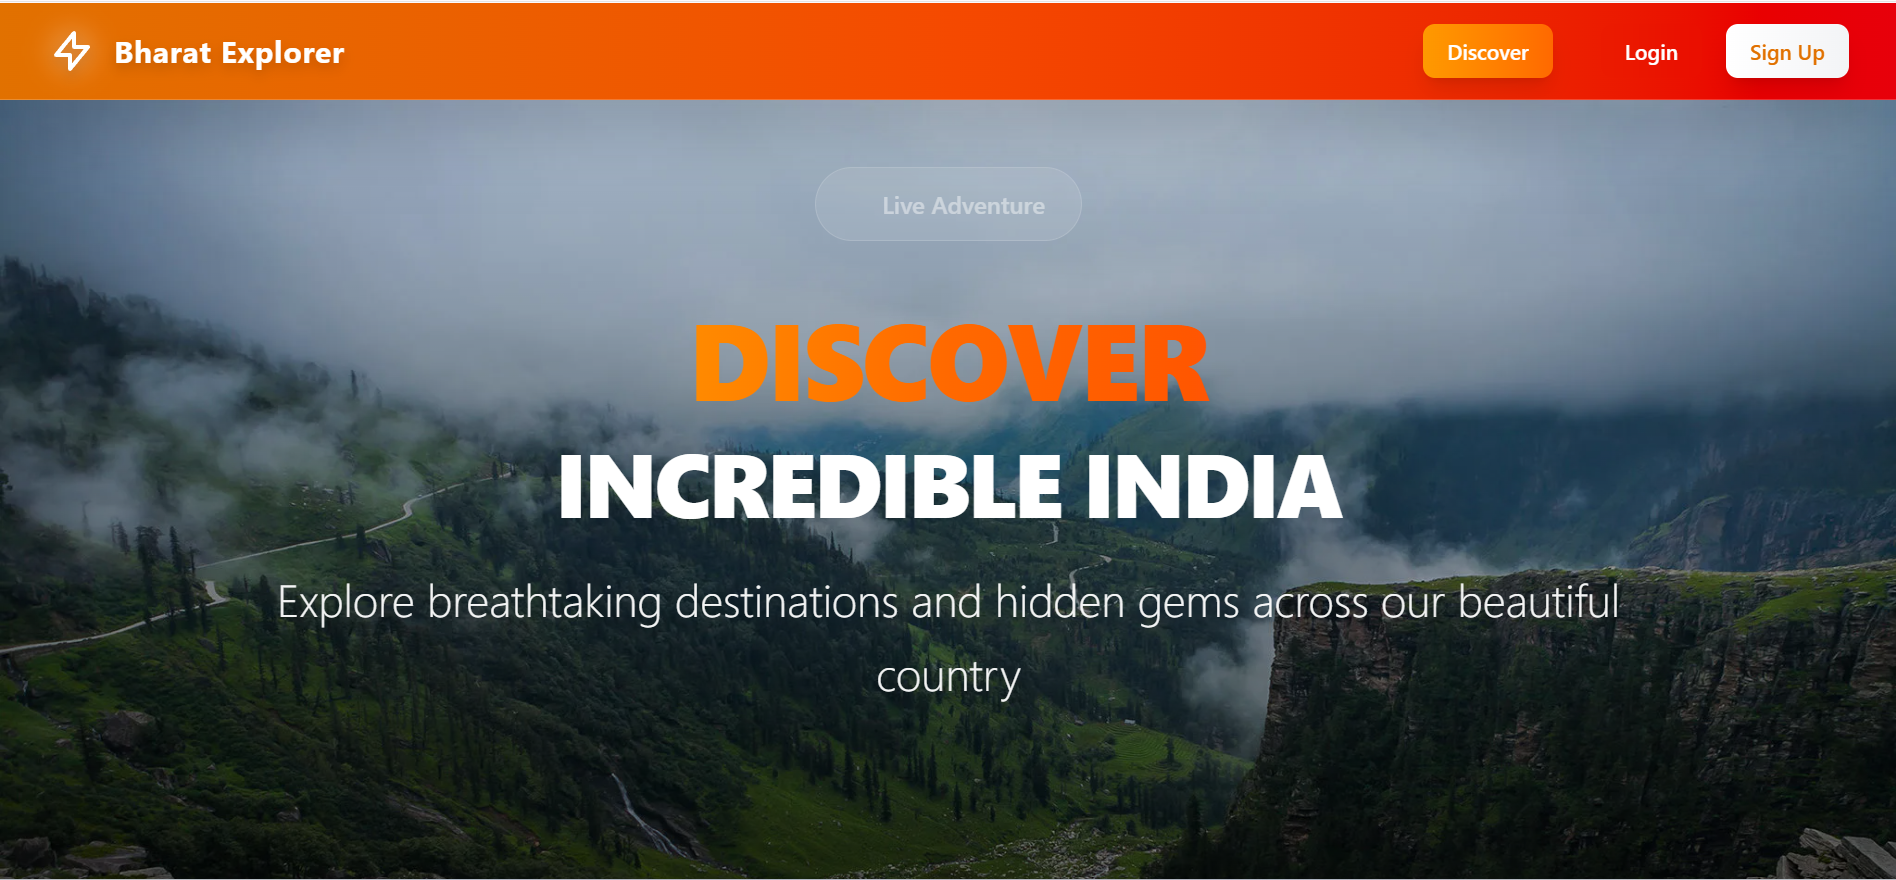 Bharat Explorer
Discover
Login
Sign Up
Live Adventure
DISCOVER
INCREDIBLE INDIA
Explore breathtaking destinations and hidden gems across our beautiful
country